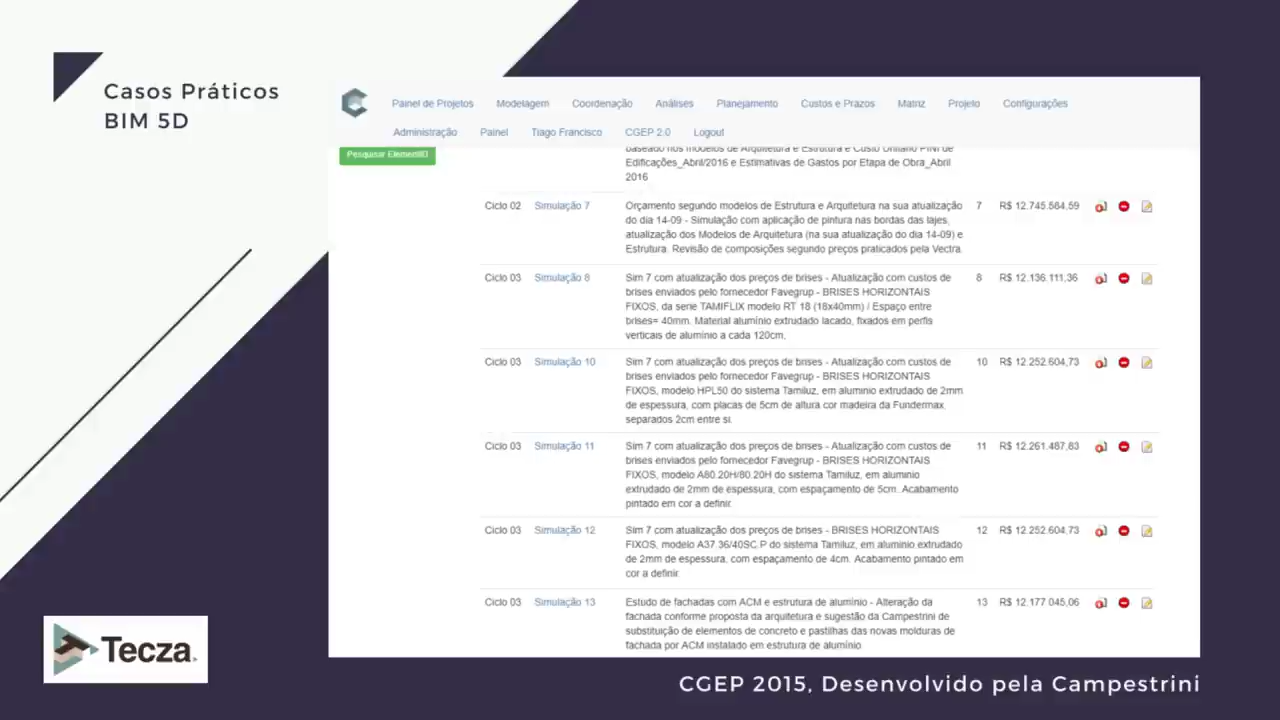 Casos Práticos
BIM 5D
Painel de Projetos Modelagem Coordenação Análises Planejamento Custos e Prazos Matriz Projeto Configurações
Administração Painel Tiago Francisco CGEP 2.0 Logout
Pesquisar ElementID
baseado nos modelos de Arquitetura e Estrutura e Custo Unitário PINI de
Edificações_Abril/2016 e Estimativas de Gastos por Etapa de Obra_Abril
2016
Ciclo 02 Simulação 7 Orçamento segundo modelos de Estrutura e Arquitetura na sua atualização 7 R$ 12.745.584,59
do dia 14-09 - Simulação com aplicação de pintura nas bordas das lajes,
atualização dos Modelos de Arquitetura (na sua atualização do dia 14-09) e
Estrutura. Revisão de composições segundo preços praticados pela Vectra.
Ciclo 03 Simulação 8 Sim 7 com atualização dos preços de brises - Atualização com custos de 8 R$ 12.136.111,36
brises enviados pelo fornecedor Favegrup - BRISES HORIZONTAIS
FIXOS, da serie TAMIFLIX modelo RT 18 (18x40mm) / Espaço entre
brises= 40mm. Material alumínio extrudado lacado, fixados em perfis
verticais de alumínio a cada 120cm,
Ciclo 03 Simulação 10 Sim 7 com atualização dos preços de brises - Atualização com custos de 10 R$ 12.252.604,73
brises enviados pelo fornecedor Favegrup - BRISES HORIZONTAIS
FIXOS, modelo HPL50 do sistema Tamiluz, em alumínio extrudado de 2mm
de espessura, com placas de 5cm de altura cor madeira da Fundermax,
separados 2cm entre si.
Ciclo 03 Simulação 11 Sim 7 com atualização dos preços de brises - Atualização com custos de 11 R$ 12.261.487,83
brises enviados pelo fornecedor Favegrup - BRISES HORIZONTAIS
FIXOS, modelo A80.20H/80.20H do sistema Tamiluz, em alumínio
extrudado de 2mm de espessura, com espaçamento de 5cm. Acabamento
pintado em cor a definir.
Ciclo 03 Simulação 12 Sim 7 com atualização dos preços de brises - BRISES HORIZONTAIS 12 R$ 12.252.604,73
FIXOS, modelo A37.36/40SC.P do sistema Tamiluz, em alumínio extrudado
de 2mm de espessura, com espaçamento de 4cm. Acabamento pintado em
cor a definir.
Ciclo 03 Simulação 13 Estudo de fachadas com ACM e estrutura de alumínio - Alteração da 13 R$ 12.177.045,06
fachada conforme proposta da arquitetura e sugestão da Campestrini de
substituição de elementos de concreto e pastilhas das novas molduras de
fachada por ACM instalado em estrutura de alumínio
Tecza
CGEP 2015, Desenvolvido pela Campestrini